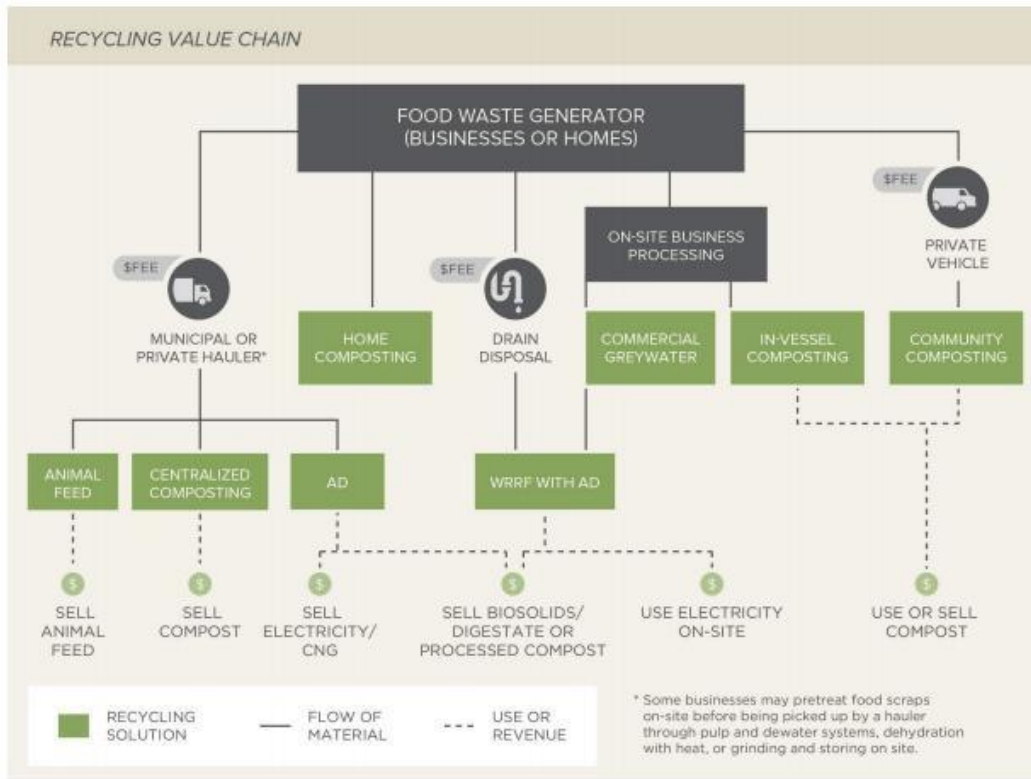 RECYCLING VALUE CHAIN
FOOD WASTE GENERATOR
(BUSINESSES OR HOMES)
$FEE
ON-SITE BUSINESS
PROCESSING
PRIVATE
VEHICLE
$FEE
$FEE
MUNICIPAL OR
PRIVATE HAULER*
HOME
COMPOSTING
DRAIN
DISPOSAL
COMMERCIAL
GREYWATER
IN-VESSEL
COMPOSTING
COMMUNITY
COMPOSTING
ANIMAL
FEED
CENTRALIZED
COMPOSTING
AD
WRRF WITH AD
$
$
$
$
$
$
SELL
ANIMAL
FEED
SELL
COMPOST
SELL
ELECTRICITY/
CNG
SELL BIOSOLIDS/
DIGESTATE OR
PROCESSED COMPOST
USE ELECTRICITY
ON-SITE
USE OR SELL
COMPOST
RECYCLING
SOLUTION
FLOW OF
MATERIAL
USE OR
REVENUE
* Some businesses may pretreat food scraps
on-site before being picked up by a hauler
through pulp and dewater systems, dehydration
with heat, or grinding and storing on site.